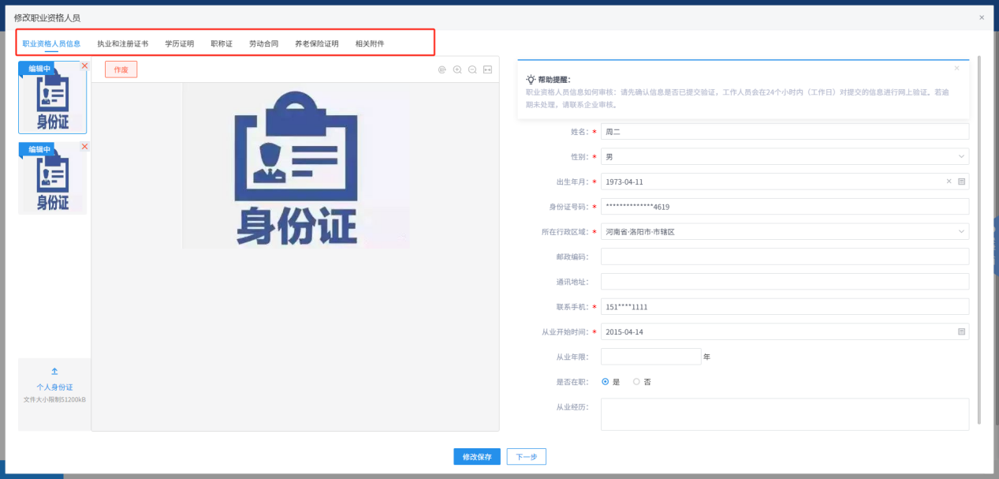 修改职业资格人员
职业资格人员信息 执业和注册证书 学历证明 职称证 劳动合同 养老保险证明 相关附件
编辑中
身份证
编辑中
身份证
个人身份证
文件大小限制51200kB
作废
身份证
帮助提醒：
职业资格人员信息如何审核：请先确认信息是否已提交验证，工作人员会在24个小时内（工作日）对提交的信息进行网上验证。若逾
期未处理，请联系企业审核。
姓名：* 周二
性别：* 男
出生年月：* 1973-04-11
身份证号码：* **************4619
所在行政区域：* 河南省-洛阳市-市辖区
邮政编码：
通讯地址：
联系手机：* 151****1111
从业开始时间：* 2015-04-14
从业年限： 年
是否在职： 是 否
从业经历：
修改保存 下一步